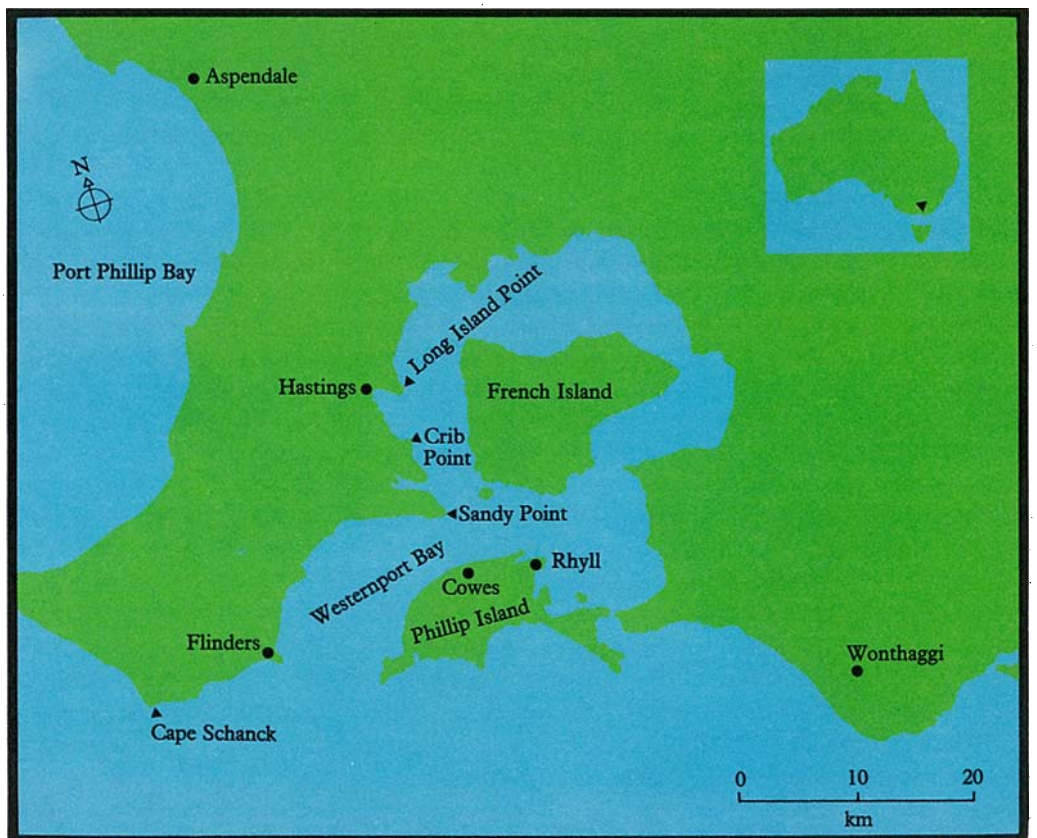 Aspendale
N
Port Phillip Bay
Long Island Point
Hastings
French Island
Crib
Point
Sandy Point
Westernport Bay
Rhyll
Cowes
Phillip Island
Flinders
Wonthaggi
Cape Schanck
0 10 20
km